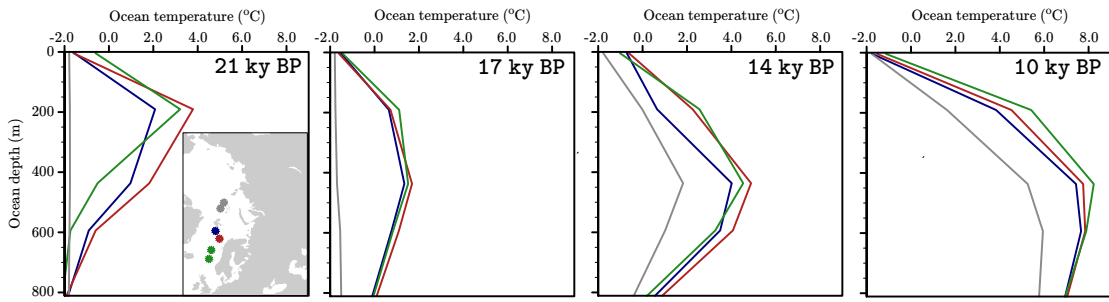 Ocean temperature (°C) Ocean temperature (°C) Ocean temperature (°C) Ocean temperature (°C)
-2.0 0.0 2.0 4.0 6.0 8.0 -2.0 0.0 2.0 4.0 6.0 8.0 -2.0 0.0 2.0 4.0 6.0 8.0 -2.0 0.0 2.0 4.0 6.0 8.0
0 21 ky BP 17 ky BP 14 ky BP 10 ky BP
200
400
600
800
Ocean depth (m)